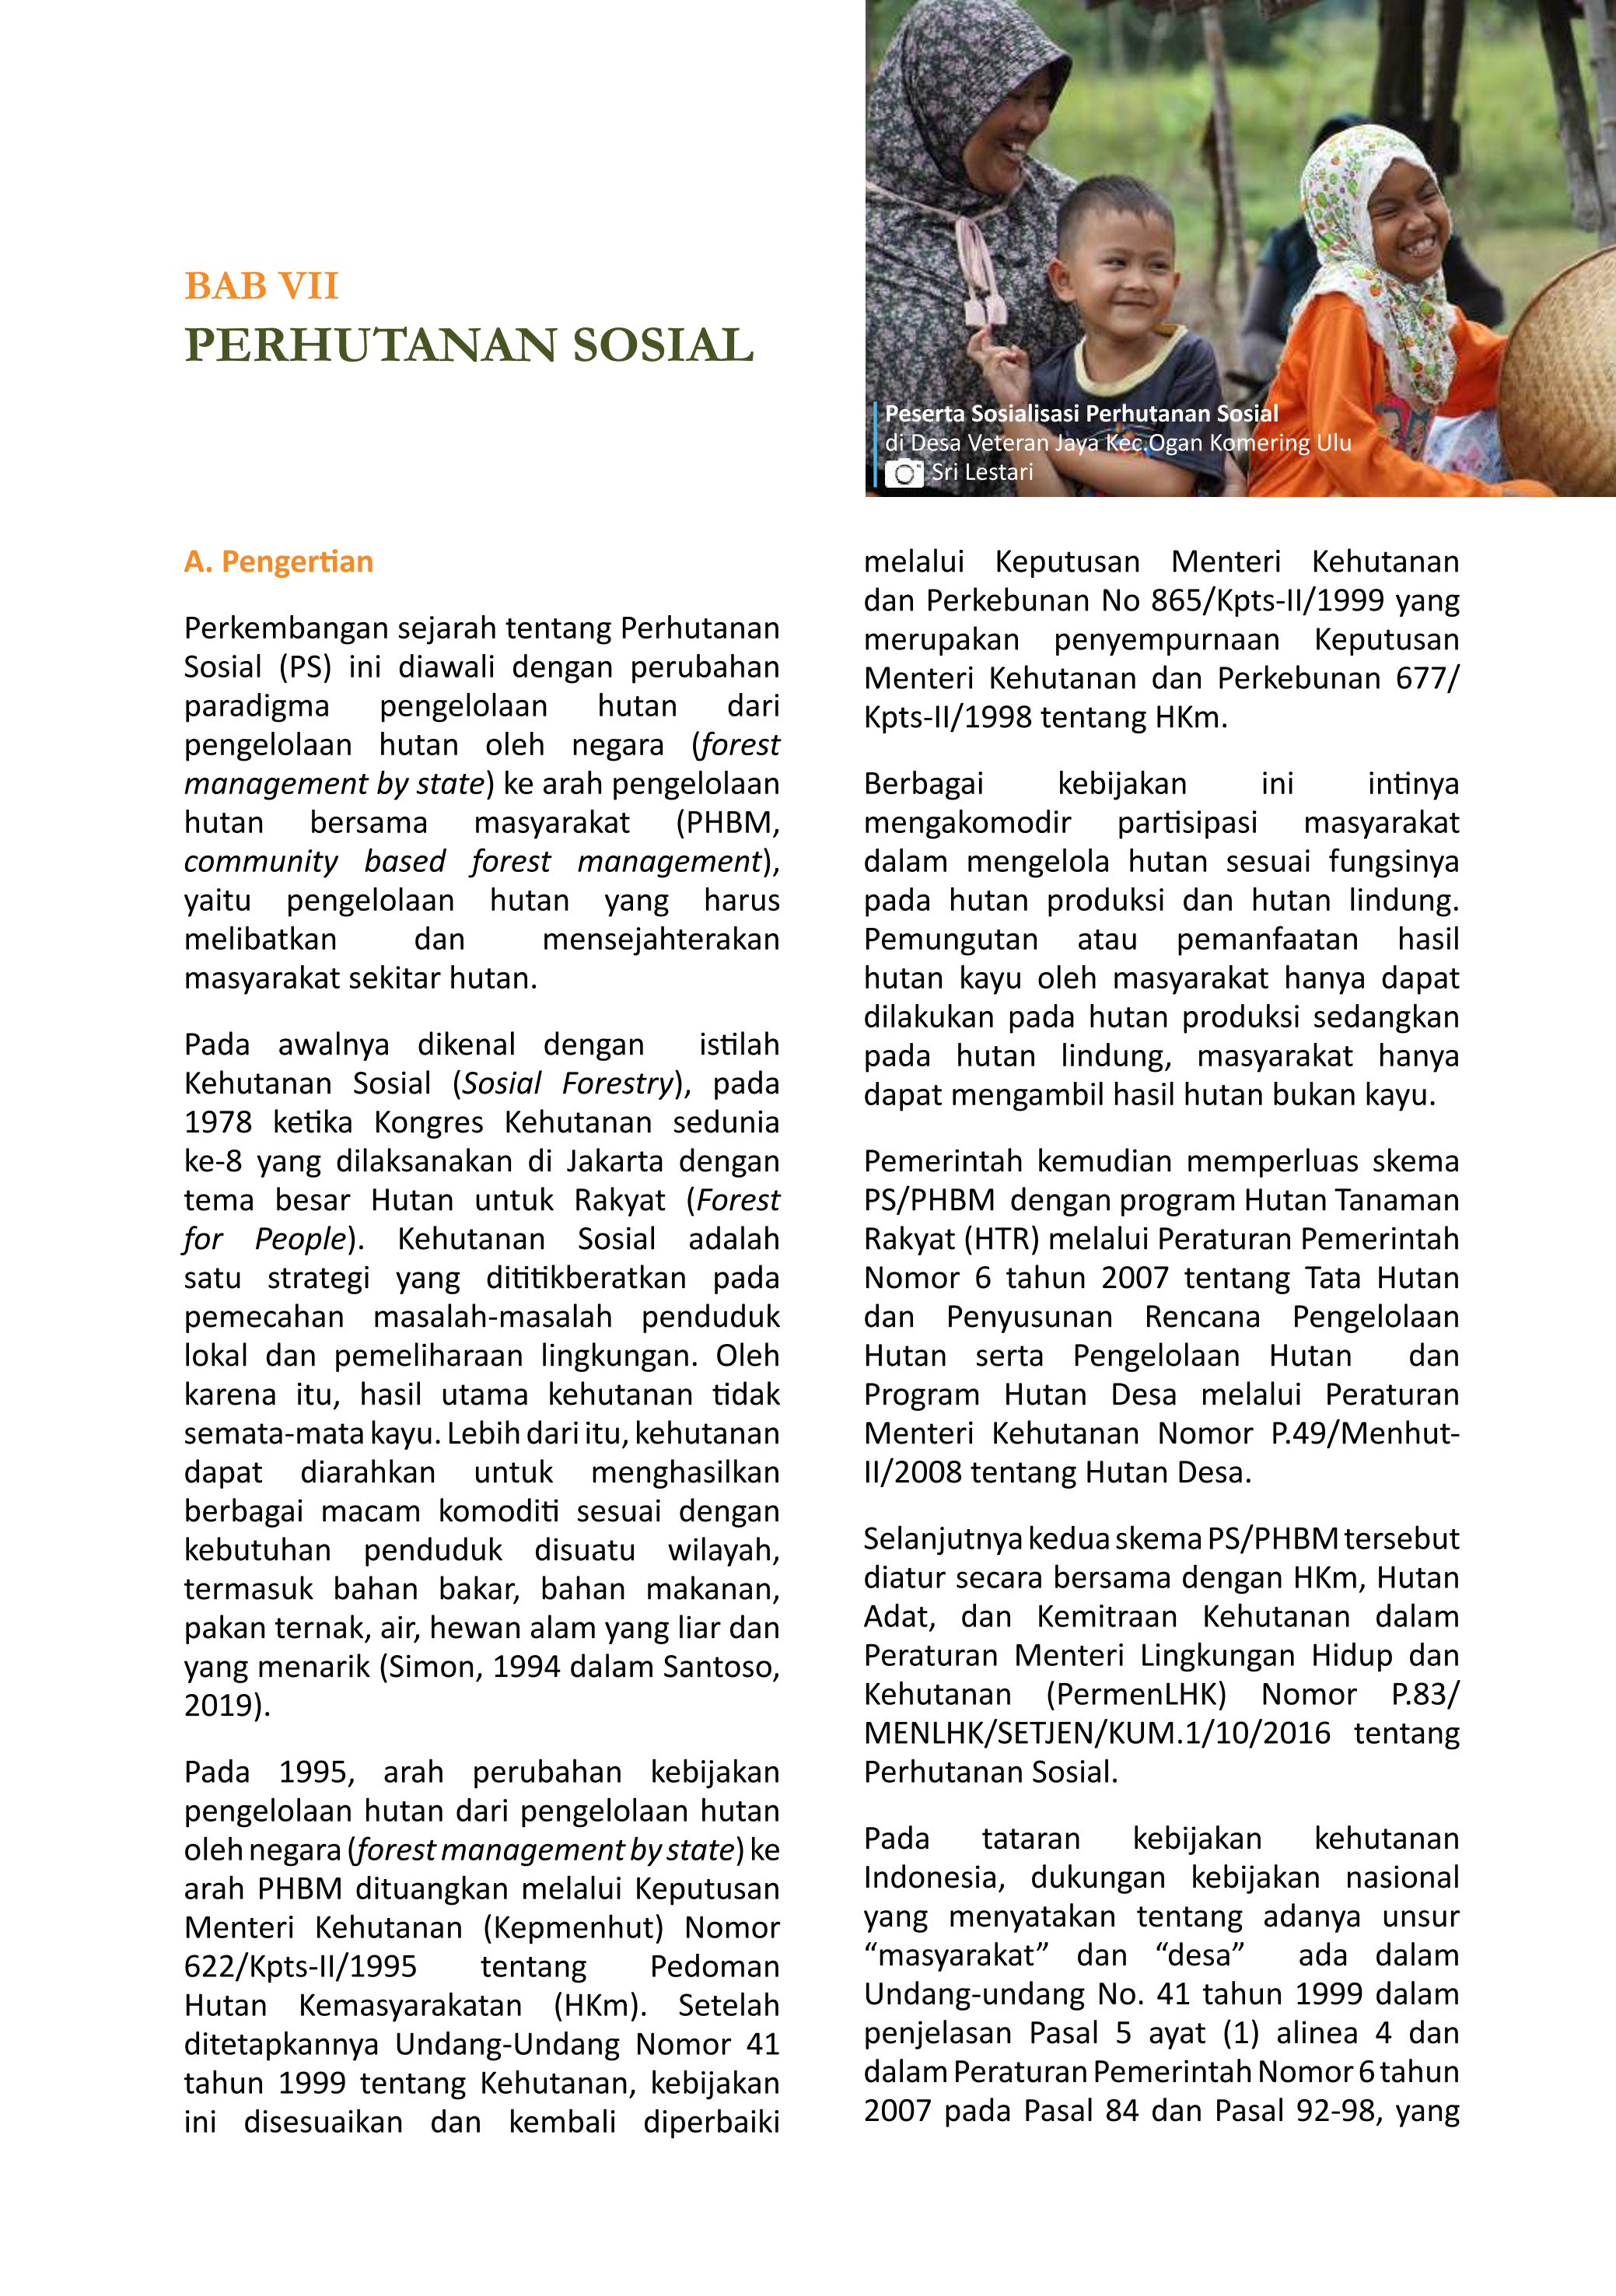 BAB VII
PERHUTANAN SOSIAL
Peserta Sosialisasi Perhutanan Sosial
di Desa Veteran Jaya Kec.Ogan Komering Ulu
Sri Lestari
A. Pengertian
Perkembangan sejarah tentang Perhutanan
Sosial (PS) ini diawali dengan perubahan
paradigma pengelolaan hutan dari
pengelolaan hutan oleh negara (forest
management by state) ke arah pengelolaan
hutan bersama masyarakat (PHBM,
community based forest management),
yaitu pengelolaan hutan yang harus
melibatkan dan mensejahterakan
masyarakat sekitar hutan.
Pada awalnya dikenal dengan istilah
Kehutanan Sosial (Sosial Forestry), pada
1978 ketika Kongres Kehutanan sedunia
ke-8 yang dilaksanakan di Jakarta dengan
tema besar Hutan untuk Rakyat (Forest
for People). Kehutanan Sosial adalah
satu strategi yang dititikberatkan pada
pemecahan masalah-masalah penduduk
lokal dan pemeliharaan lingkungan. Oleh
karena itu, hasil utama kehutanan tidak
semata-mata kayu. Lebih dari itu, kehutanan
dapat diarahkan untuk menghasilkan
berbagai macam komoditi sesuai dengan
kebutuhan penduduk disuatu wilayah,
termasuk bahan bakar, bahan makanan,
pakan ternak, air, hewan alam yang liar dan
yang menarik (Simon, 1994 dalam Santoso,
2019).
Pada 1995, arah perubahan kebijakan
pengelolaan hutan dari pengelolaan hutan
oleh negara (forest management by state) ke
arah PHBM dituangkan melalui Keputusan
Menteri Kehutanan (Kepmenhut) Nomor
622/Kpts-II/1995 tentang Pedoman
Hutan Kemasyarakatan (HKm). Setelah
ditetapkannya Undang-Undang Nomor 41
tahun 1999 tentang Kehutanan, kebijakan
ini disesuaikan dan kembali diperbaiki
melalui Keputusan Menteri Kehutanan
dan Perkebunan No 865/Kpts-II/1999 yang
merupakan penyempurnaan Keputusan
Menteri Kehutanan dan Perkebunan 677/
Kpts-II/1998 tentang HKm.
Berbagai kebijakan ini intinya
mengakomodir partisipasi masyarakat
dalam mengelola hutan sesuai fungsinya
pada hutan produksi dan hutan lindung.
Pemungutan atau pemanfaatan hasil
hutan kayu oleh masyarakat hanya dapat
dilakukan pada hutan produksi sedangkan
pada hutan lindung, masyarakat hanya
dapat mengambil hasil hutan bukan kayu.
Pemerintah kemudian memperluas skema
PS/PHBM dengan program Hutan Tanaman
Rakyat (HTR) melalui Peraturan Pemerintah
Nomor 6 tahun 2007 tentang Tata Hutan
dan Penyusunan Rencana Pengelolaan
Hutan serta Pengelolaan Hutan dan
Program Hutan Desa melalui Peraturan
Menteri Kehutanan Nomor P.49/Menhut-
II/2008 tentang Hutan Desa.
Selanjutnya kedua skema PS/PHBM tersebut
diatur secara bersama dengan HKm, Hutan
Adat, dan Kemitraan Kehutanan dalam
Peraturan Menteri Lingkungan Hidup dan
Kehutanan (PermenLHK) Nomor P.83/
MENLHK/SETJEN/KUM.1/10/2016 tentang
Perhutanan Sosial.
Pada tataran kebijakan kehutanan
Indonesia, dukungan kebijakan nasional
yang menyatakan tentang adanya unsur
“masyarakat” dan “desa” ada dalam
Undang-undang No. 41 tahun 1999 dalam
penjelasan Pasal 5 ayat (1) alinea 4 dan
dalam Peraturan Pemerintah Nomor 6 tahun
2007 pada Pasal 84 dan Pasal 92-98, yang